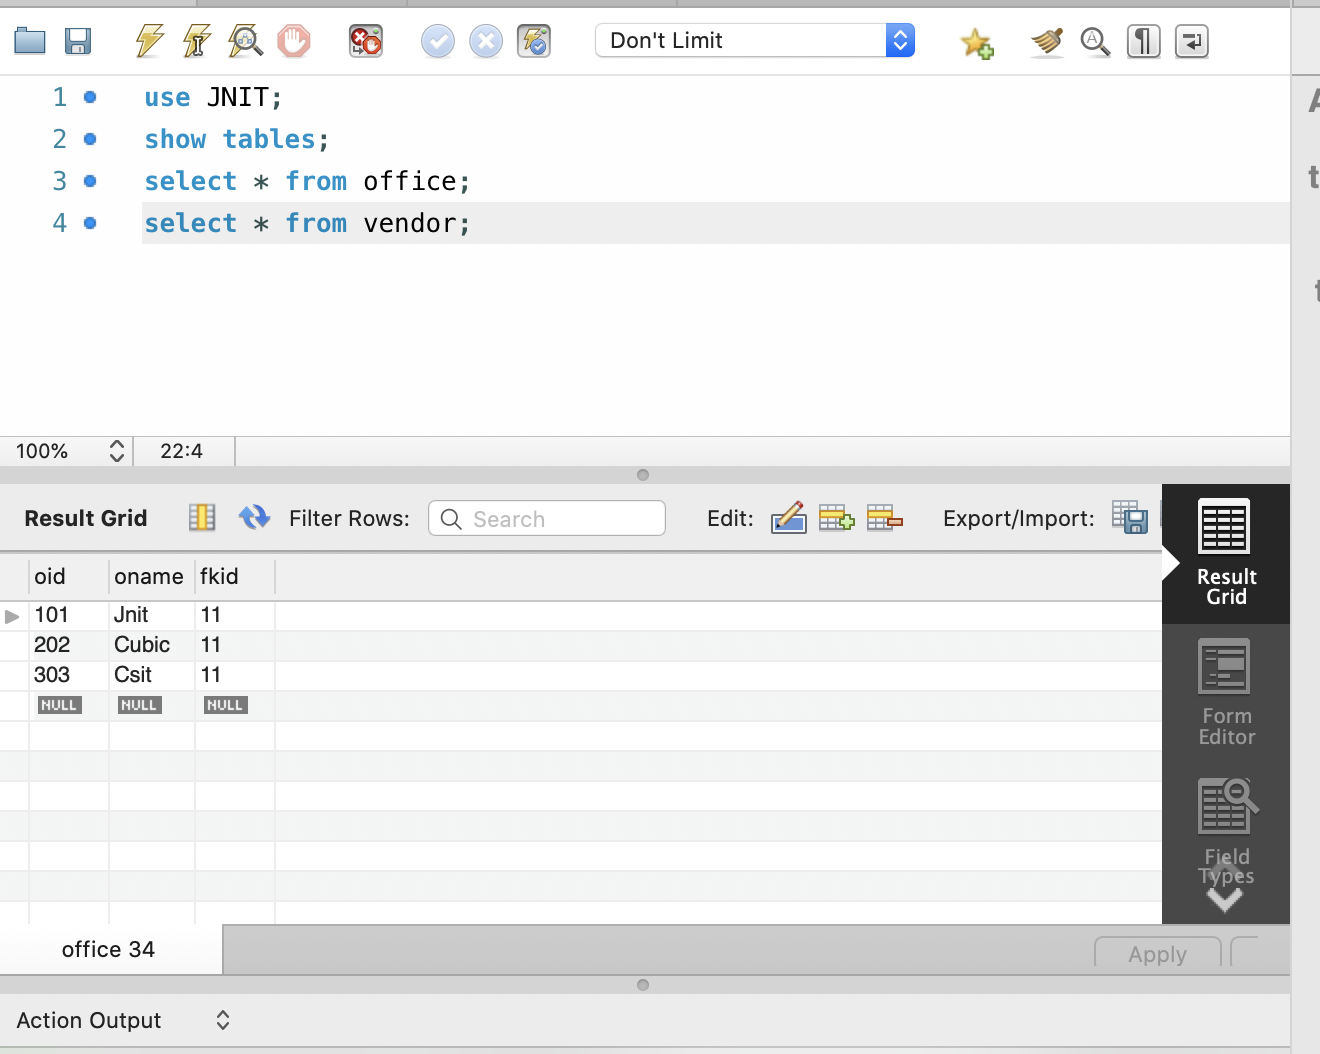 Don't Limit
1 use JNIT;
2 show tables;
3 select * from office;
4 select * from vendor;
100% 22:4
Result Grid Filter Rows: Search Edit: Export/Import:
oid oname fkid
101 Jnit 11
202 Cubic 11
303 Csit 11
NULL NULL NULL
Result
Grid
Form
Editor
Field
Types
office 34
Apply
Action Output